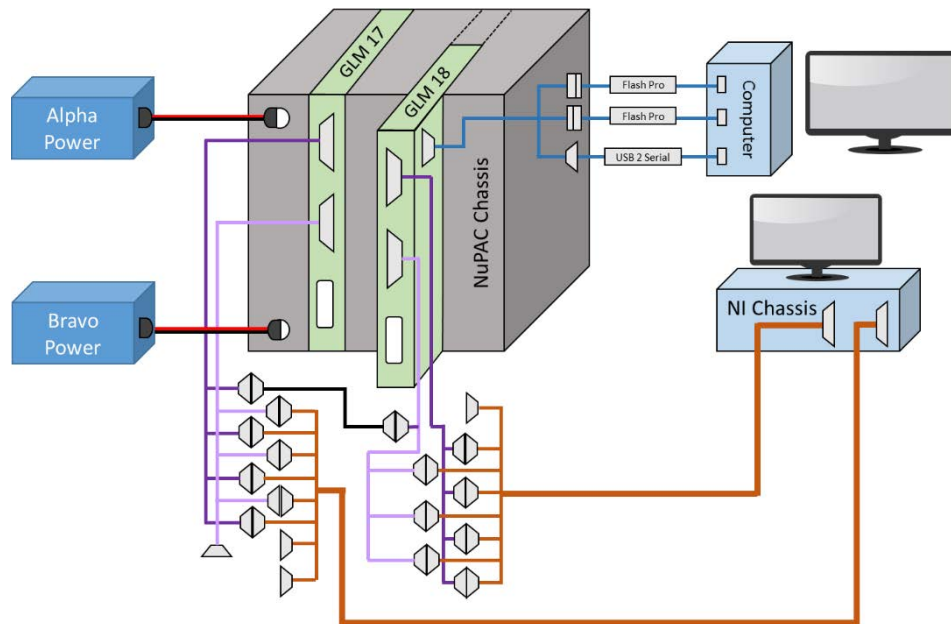 GLM 17
GLM 18
Alpha
Power
Bravo
Power
NuPAC Chassis
Flash Pro
Flash Pro
USB 2 Serial
Computer
NI Chassis